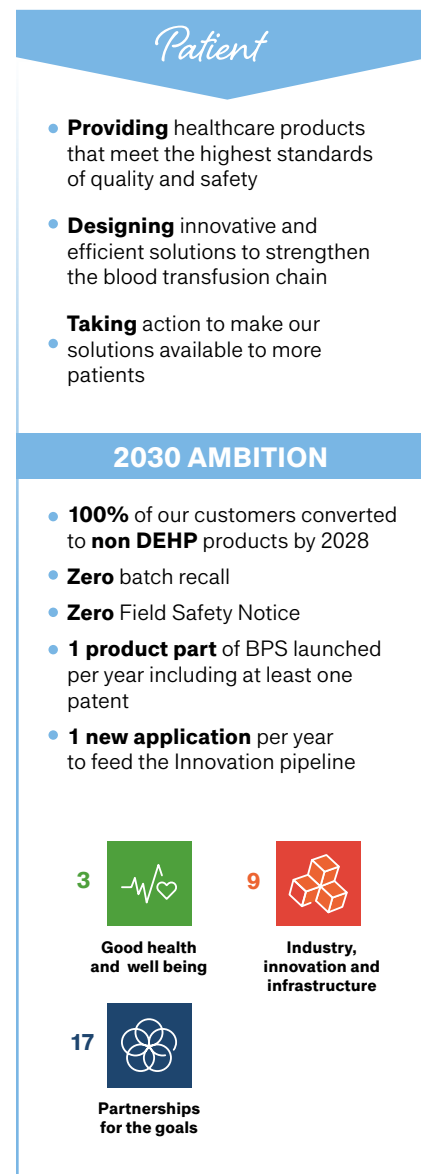 Patient
Providing healthcare products
that meet the highest standards
of quality and safety
Designing innovative and
efficient solutions to strengthen
the blood transfusion chain
Taking action to make our
solutions available to more
patients
2030 AMBITION
100% of our customers converted
to non DEHP products by 2028
Zero batch recall
Zero Field Safety Notice
1 product part of BPS launched
per year including at least one
patent
1 new application per year
to feed the Innovation pipeline
3
Good health
and well being
9
Industry,
innovation and
infrastructure
17
Partnerships
for the goals